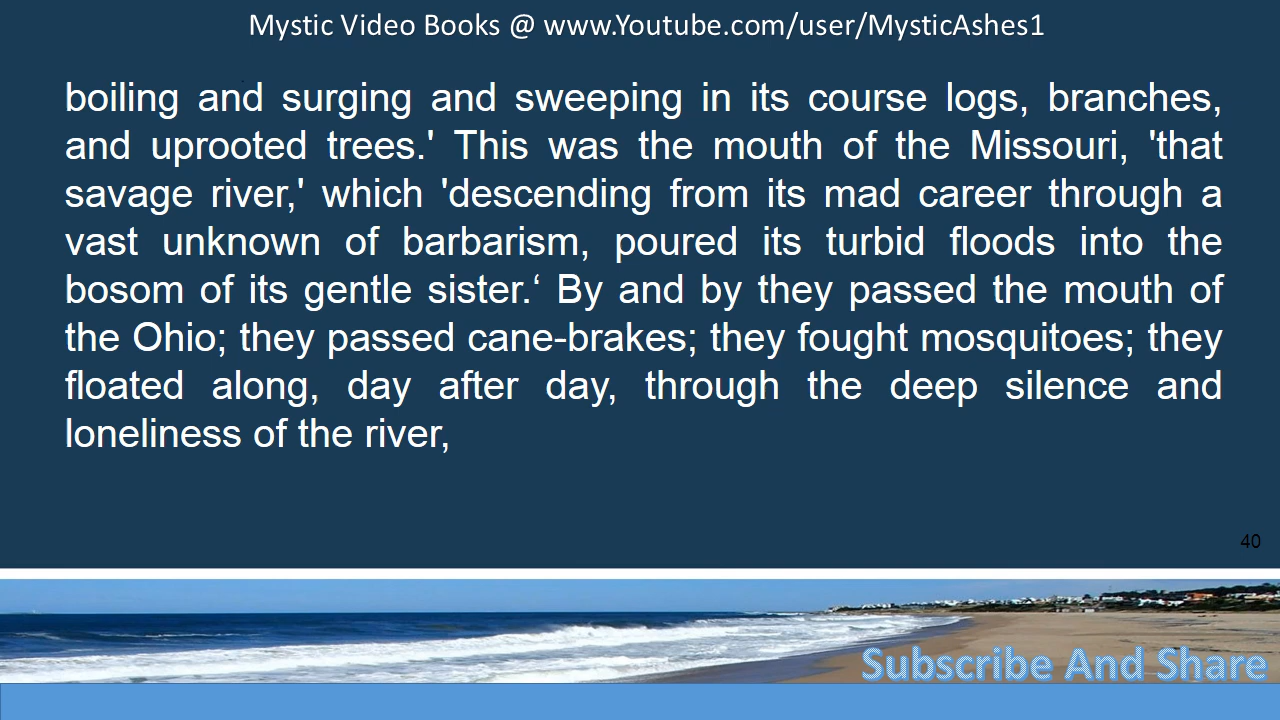 Mystic Video Books @ www.Youtube.com/user/MysticAshes1
boiling and surging and sweeping in its course logs, branches,
and uprooted trees.' This was the mouth of the Missouri, 'that
savage river,' which 'descending from its mad career through a
vast unknown of barbarism, poured its turbid floods into the
bosom of its gentle sister.‘ By and by they passed the mouth of
the Ohio; they passed cane-brakes; they fought mosquitoes; they
floated along, day after day, through the deep silence and
loneliness of the river,
40
Subscribe And Share